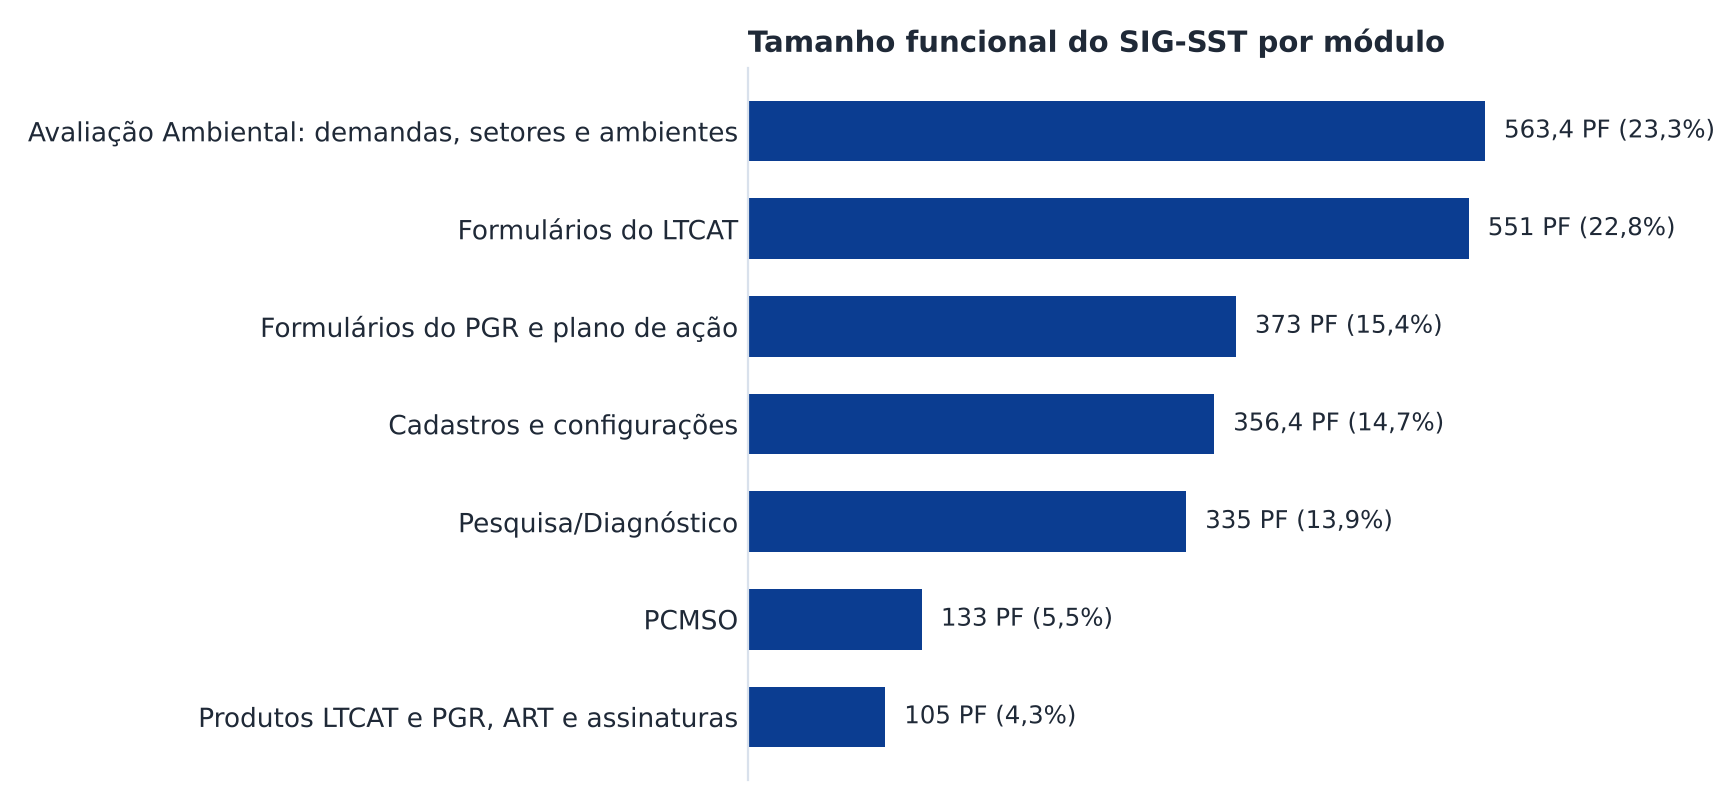 Tamanho funcional do SIG-SST por módulo
Avaliação Ambiental: demandas, setores e ambientes 563,4 PF (23,3%)
Formulários do LTCAT 551 PF (22,8%)
Formulários do PGR e plano de ação 373 PF (15,4%)
Cadastros e configurações 356,4 PF (14,7%)
Pesquisa/Diagnóstico 335 PF (13,9%)
PCMSO 133 PF (5,5%)
Produtos LTCAT e PGR, ART e assinaturas 105 PF (4,3%)